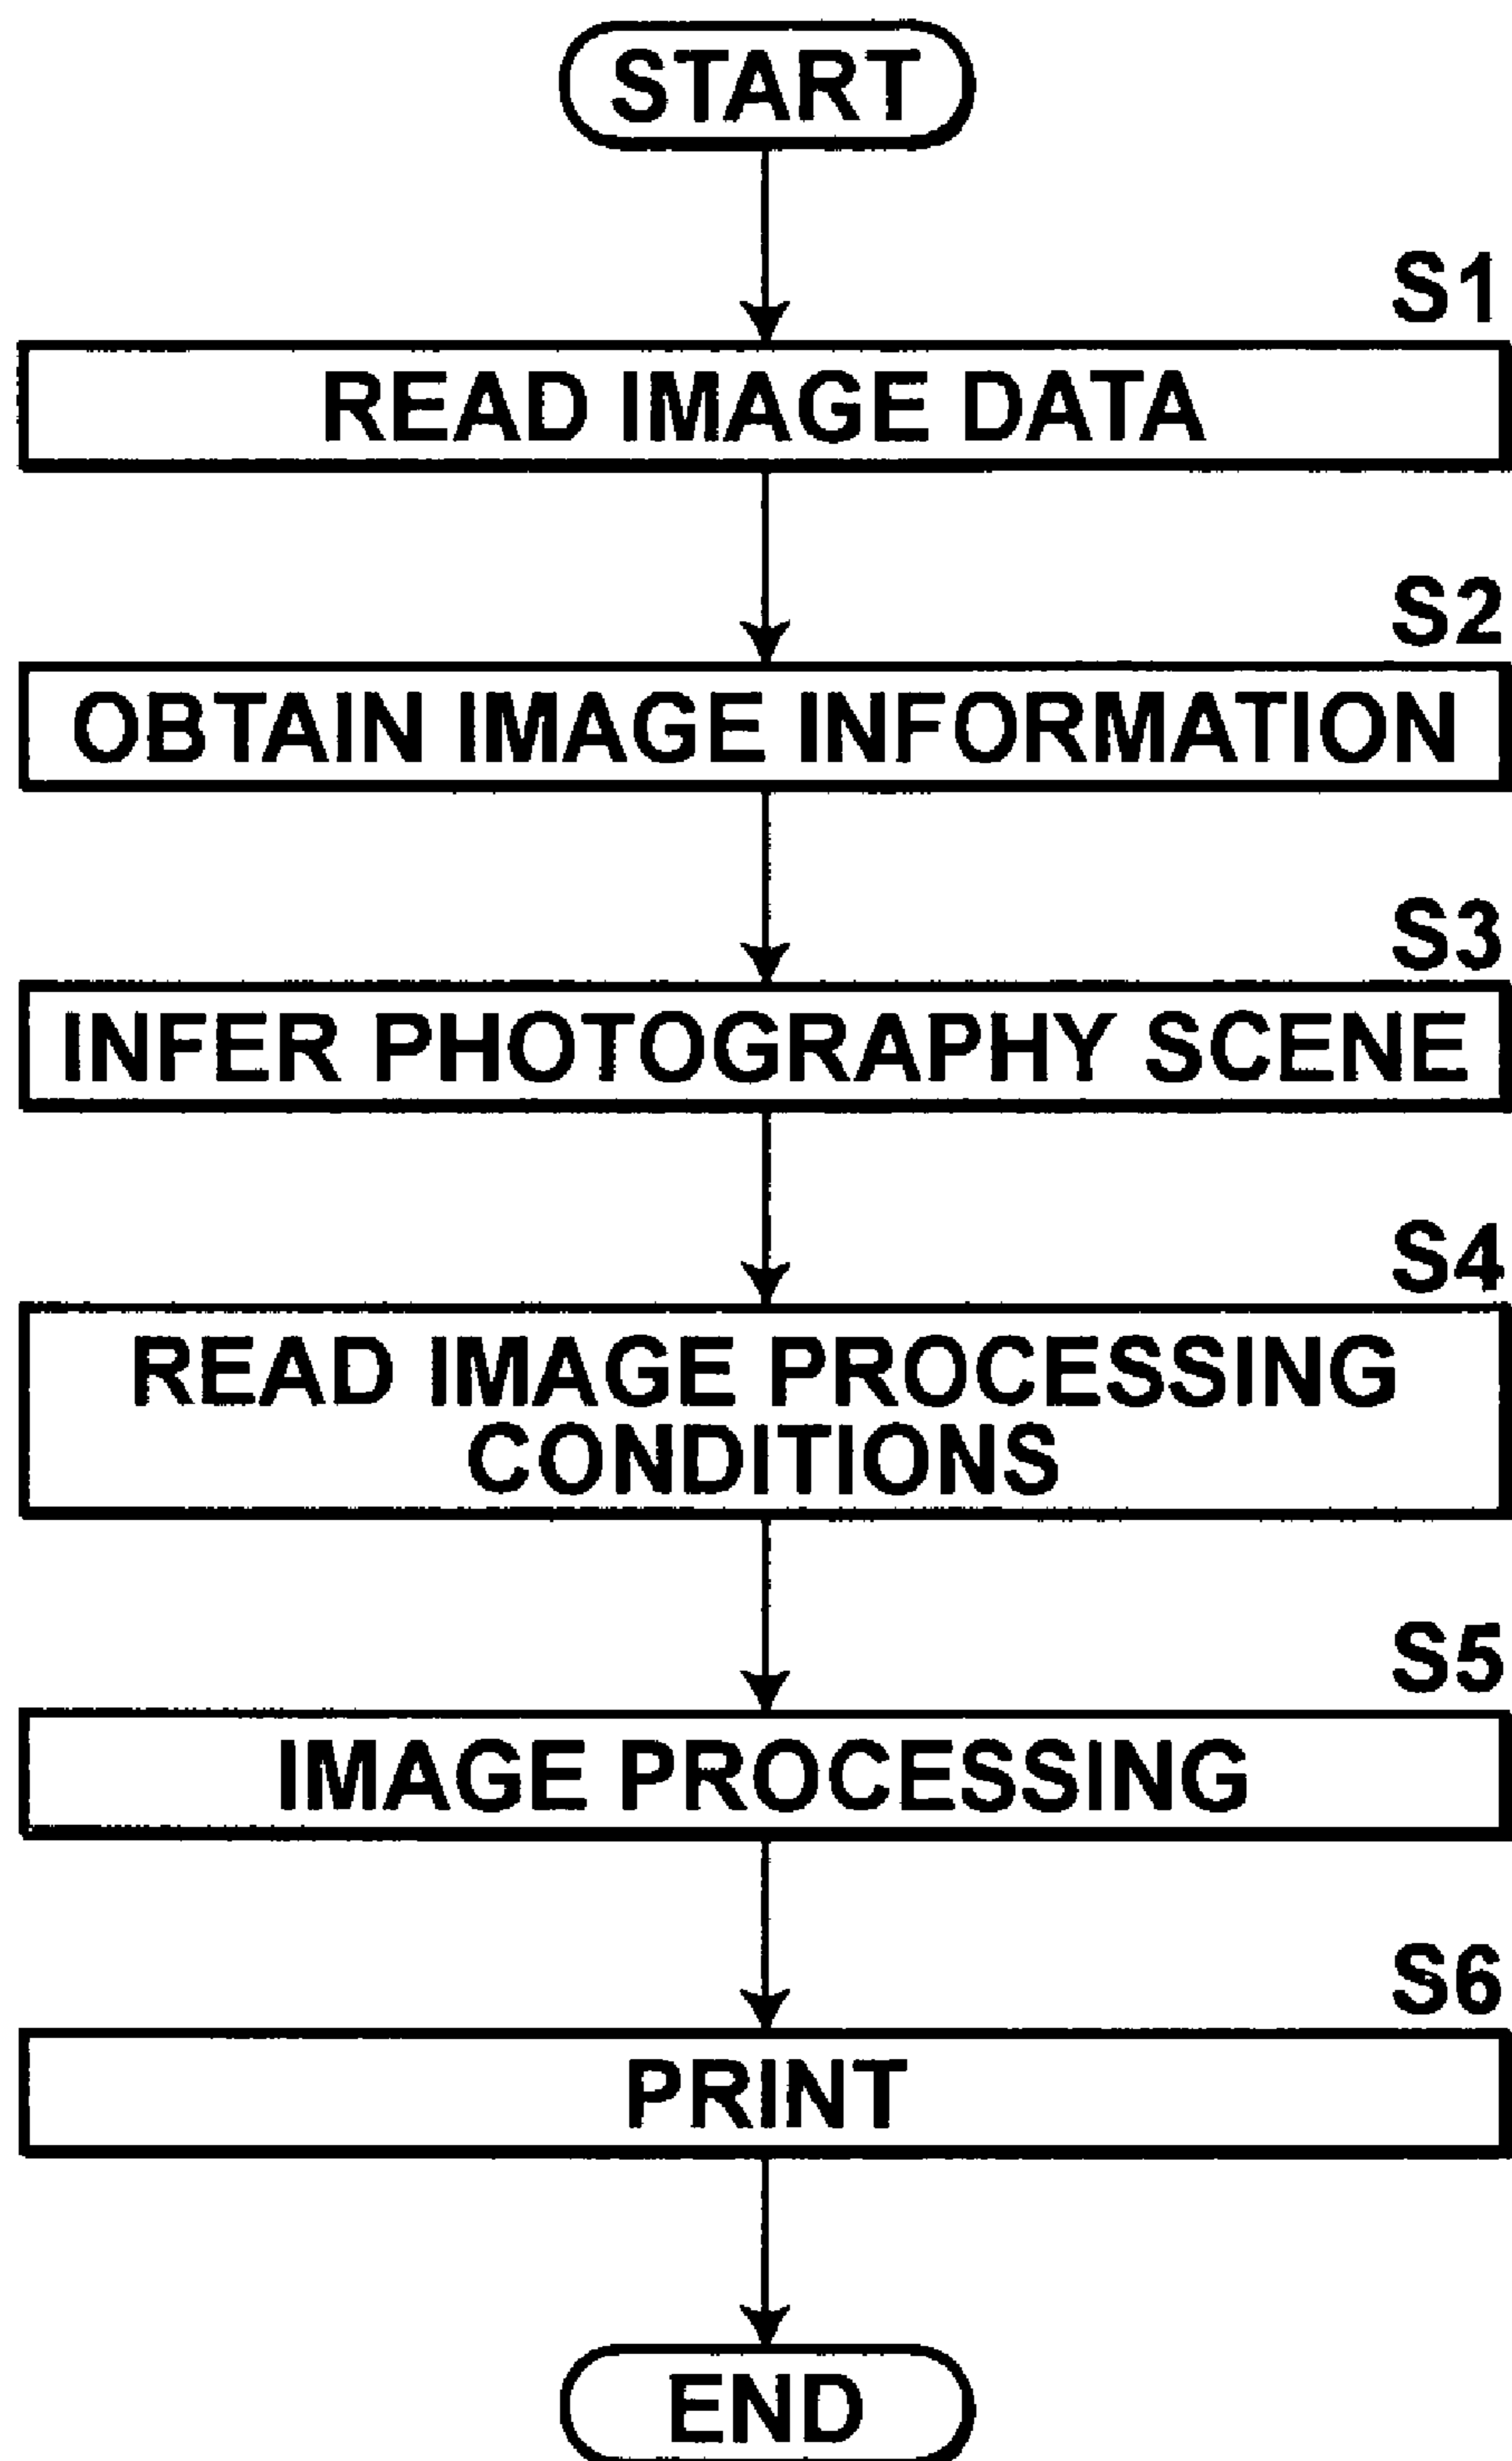 START
S1
READ IMAGE DATA
S2
OBTAIN IMAGE INFORMATION
S3
INFER PHOTOGRAPHY SCENE
S4
READ IMAGE PROCESSING
CONDITIONS
S5
IMAGE PROCESSING
S6
PRINT
END